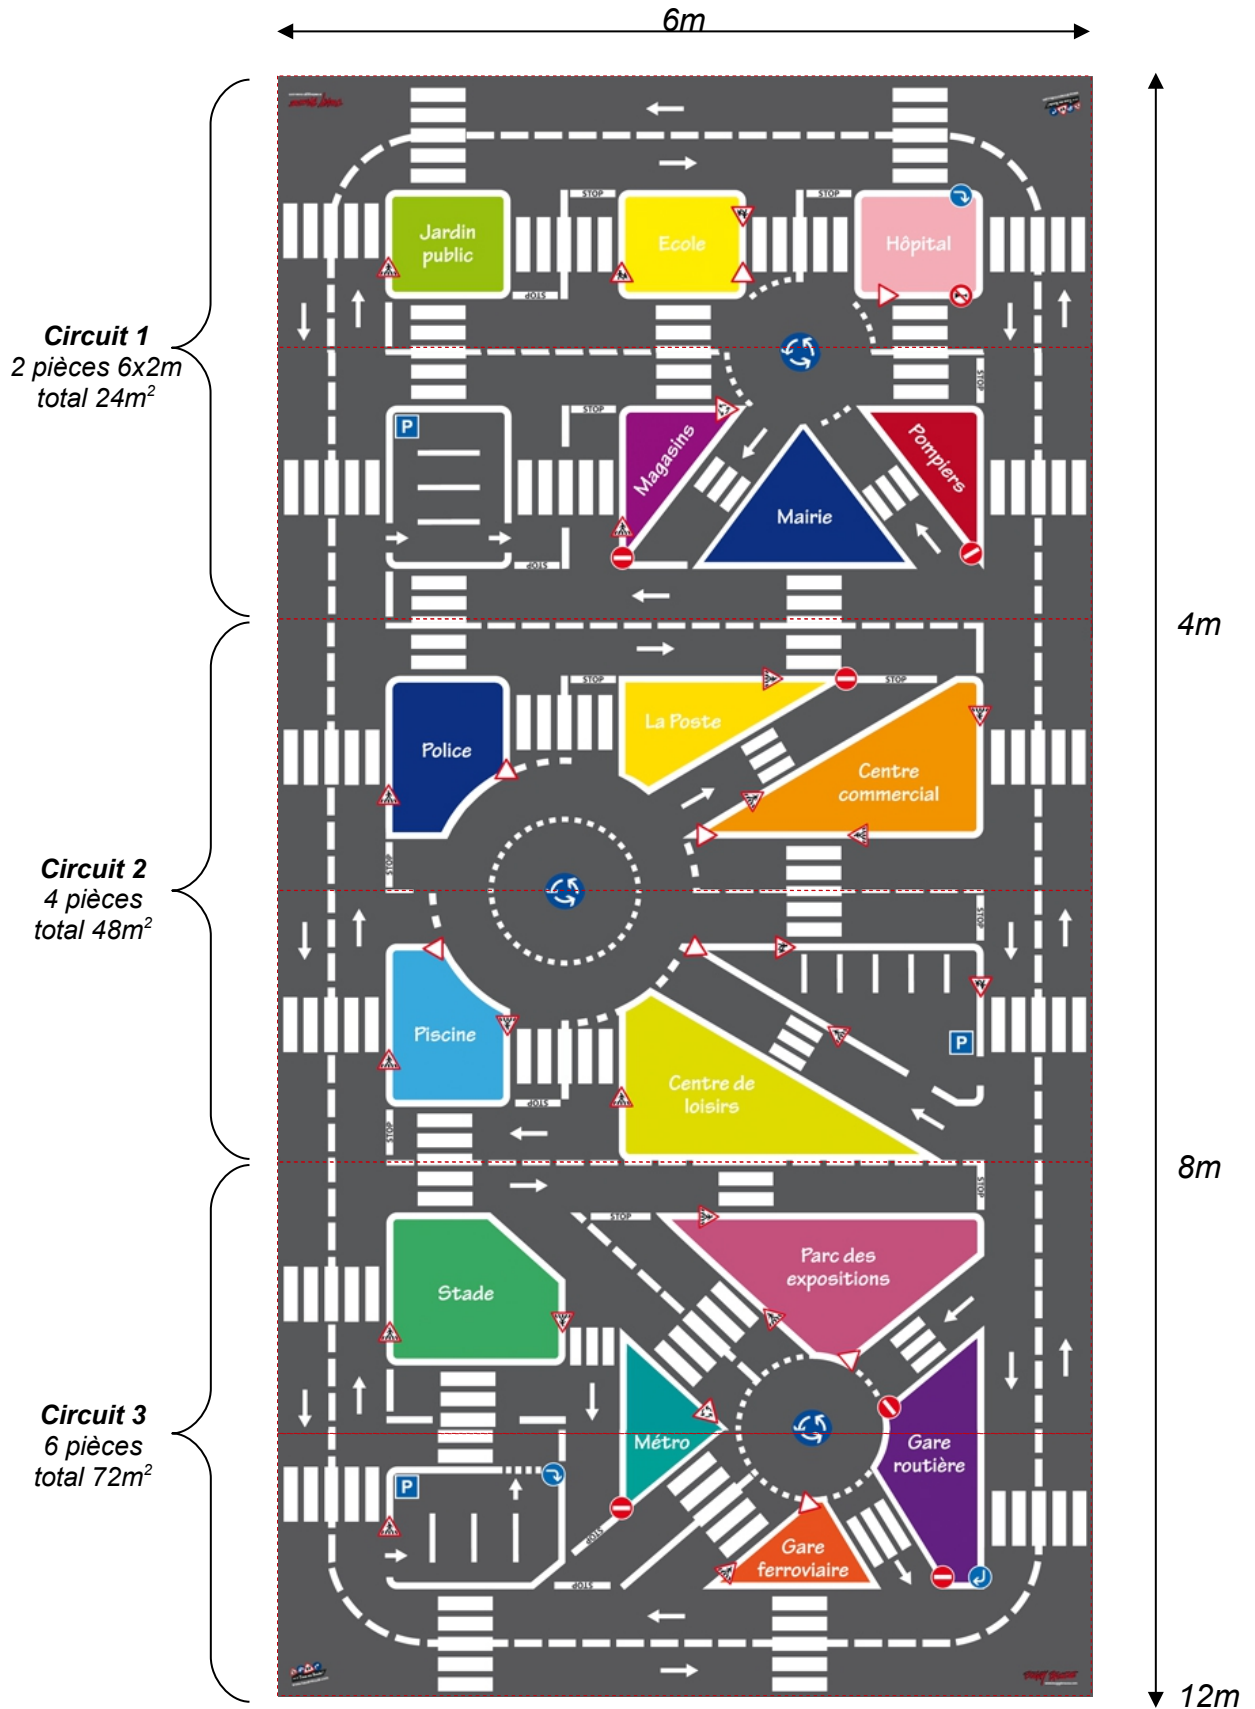 6m
STOP
STOP
Jardin
public
Ecole
Hôpital
STOP
Circuit 1
2 pièces 6x2m
total 24m²
STOP
STOP
P
Magasins
Pompiers
Mairie
STOP
4m
STOP
STOP
La Poste
Police
Centre
commercial
STOP
Circuit 2
4 pièces
total 48m²
STOP
Piscine
P
Centre de
loisirs
STOP
STOP
8m
STOP
STOP
Parc des
expositions
Stade
Circuit 3
6 pièces
total 72m²
Métro
Gare
routière
P
STOP
Gare
ferroviaire
STOP
12m